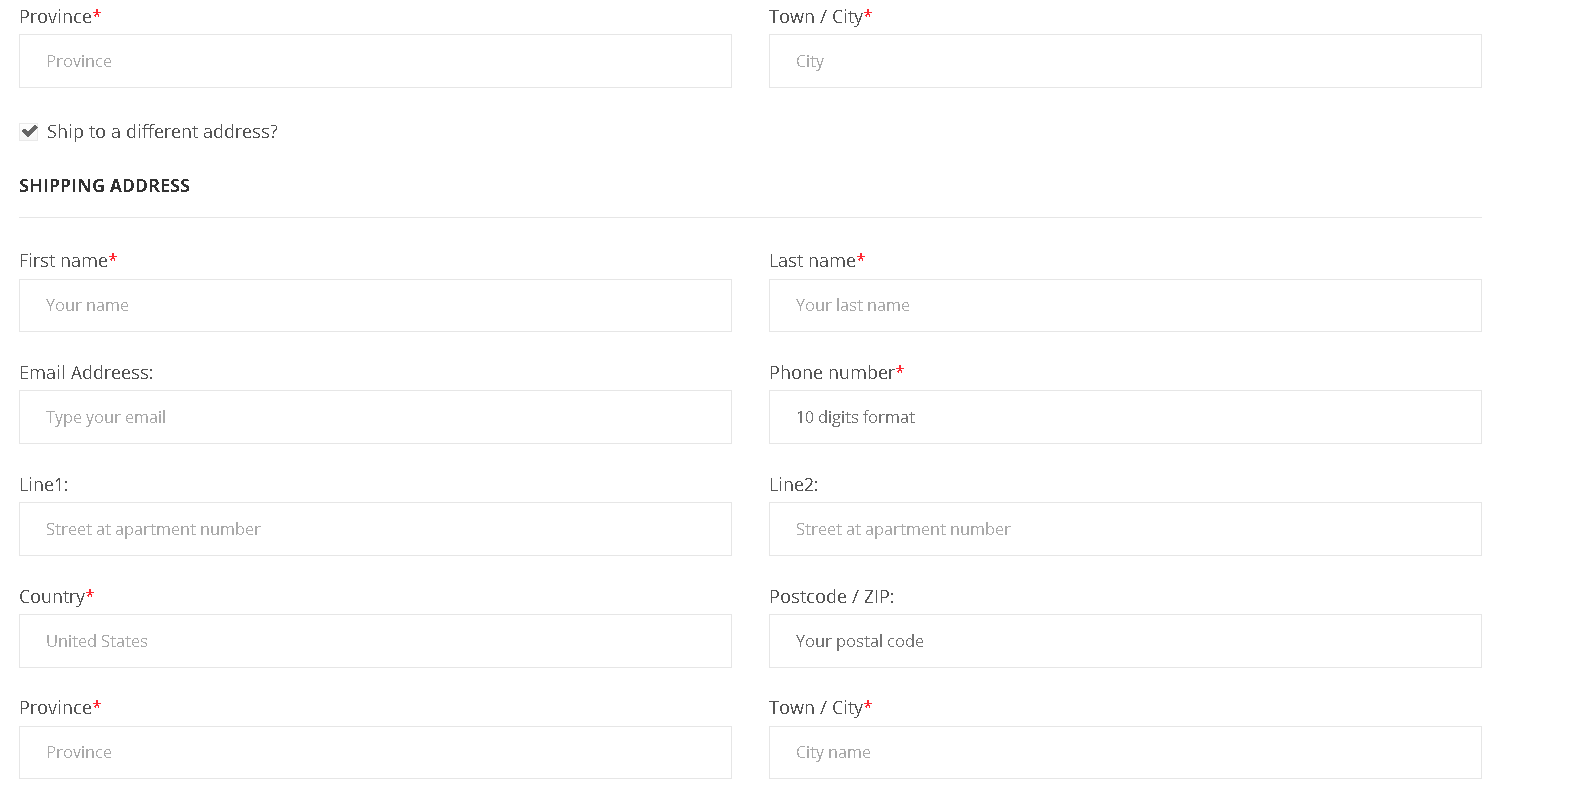 Province* Town / City*
Province City
Ship to a different address?
SHIPPING ADDRESS
First name* Last name*
Your name Your last name
Email Addreess: Phone number*
Type your email 10 digits format
Line1: Line2:
Street at apartment number Street at apartment number
Country* Postcode / ZIP:
United States Your postal code
Province* Town / City*
Province City name